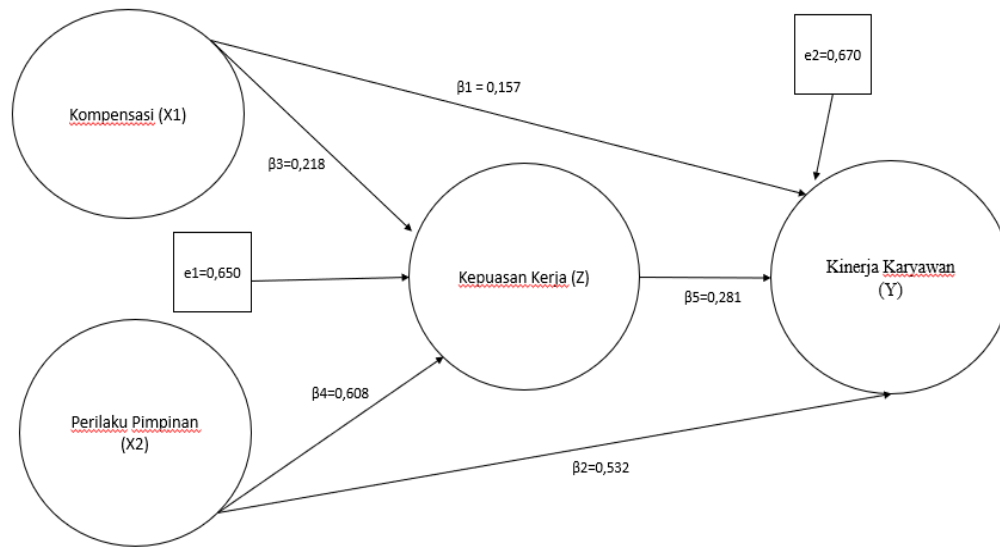 e2=0,670
Kompensasi (X1)
β1 = 0,157
β3=0,218
e1=0,650
Kepuasan Kerja (Z)
Kinerja Karyawan
(Y)
β5=0,281
β4=0,608
Perilaku Pimpinan
(X2)
β2=0,532